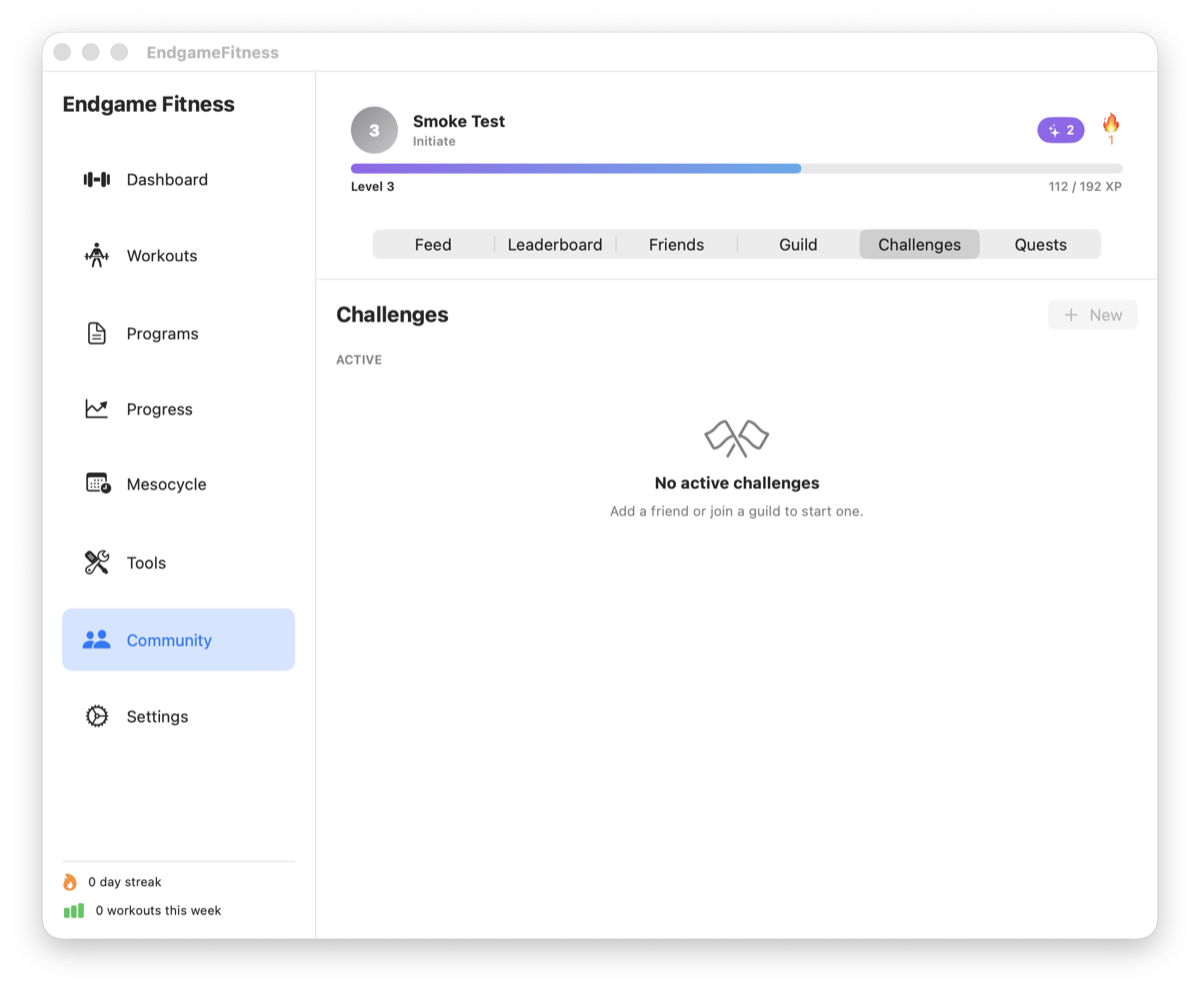 EndgameFitness
Endgame Fitness
Dashboard
Workouts
Programs
Progress
Mesocycle
Tools
Community
Settings
0 day streak
0 workouts this week
3
Smoke Test
Initiate
2
1
Level 3
112 / 192 XP
Feed
Leaderboard
Friends
Guild
Challenges
Quests
Challenges
+ New
ACTIVE
No active challenges
Add a friend or join a guild to start one.